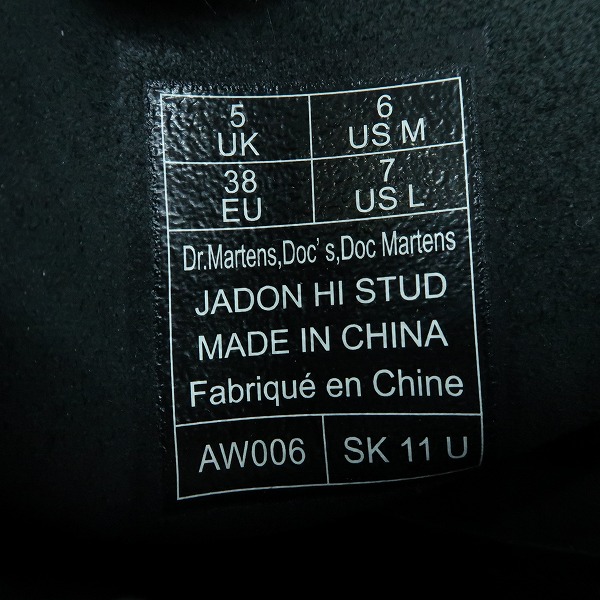 5 6
UK US M
38 7
EU US L
Dr.Martens,Doc's,Doc Martens
JADON HI STUD
MADE IN CHINA
Fabriqué en Chine
AW006 SK 11 U